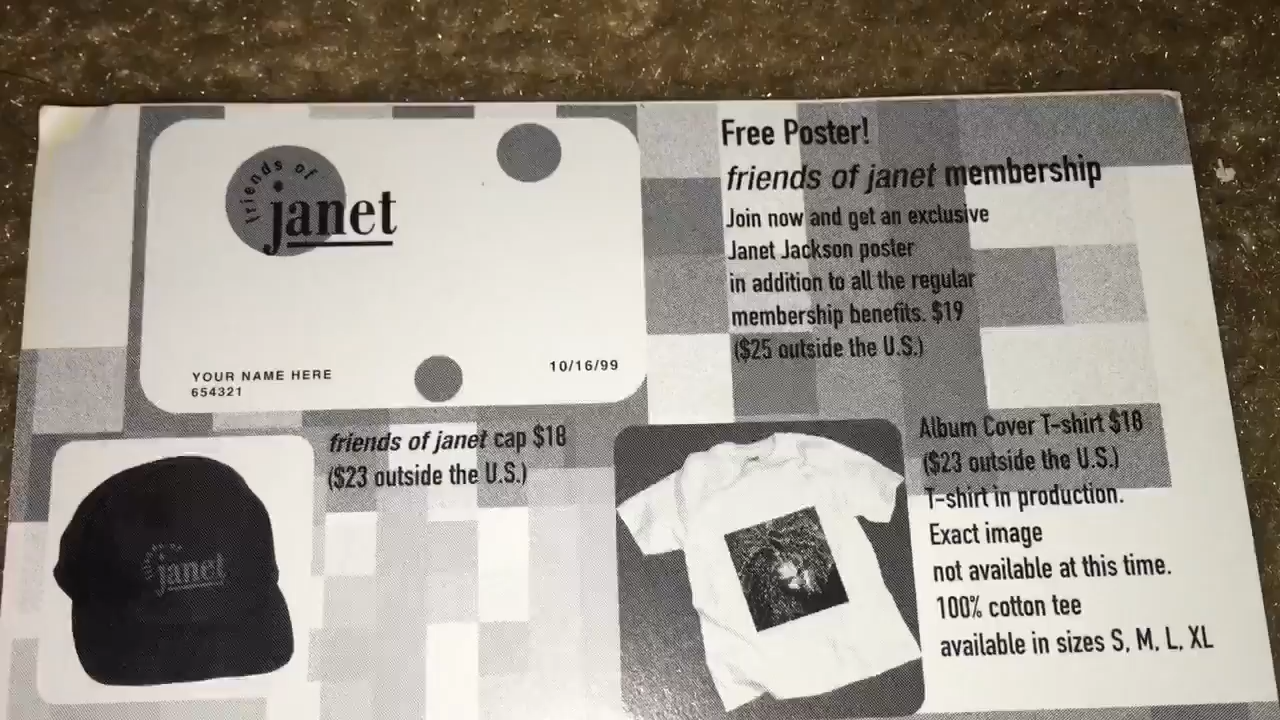 friends of
janet
YOUR NAME HERE
654321
10/16/99
Free Poster!
friends of janet membership
Join now and get an exclusive
Janet Jackson poster
in addition to all the regular
membership benefits. $19
($25 outside the U.S.)
friends of janet cap $18
($23 outside the U.S.)
janet
Album Cover T-shirt $18
($23 outside the U.S.)
T-shirt in production.
Exact image
not available at this time.
100% cotton tee
available in sizes S, M, L, XL